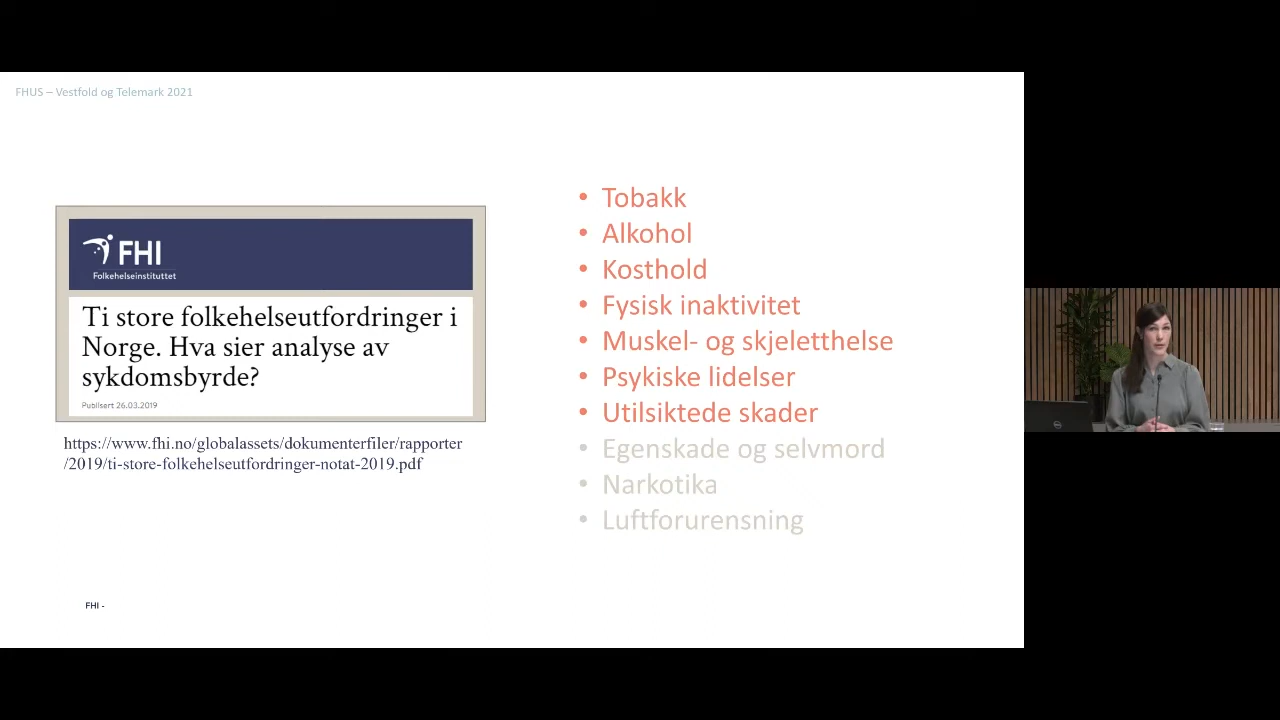 FHUS – Vestfold og Telemark 2021
FHI
Folkehelseinstituttet
Ti store folkehelseutfordringer i
Norge. Hva sier analyse av
sykdomsbyrde?
Publisert 26.03.2019
https://www.fhi.no/globalassets/dokumenterfiler/rapporter
/2019/ti-store-folkehelseutfordringer-notat-2019.pdf
• Tobakk
• Alkohol
• Kosthold
• Fysisk inaktivitet
• Muskel- og skjeletthelse
• Psykiske lidelser
• Utilsiktede skader
• Egenskade og selvmord
• Narkotika
• Luftforurensning
FHI -